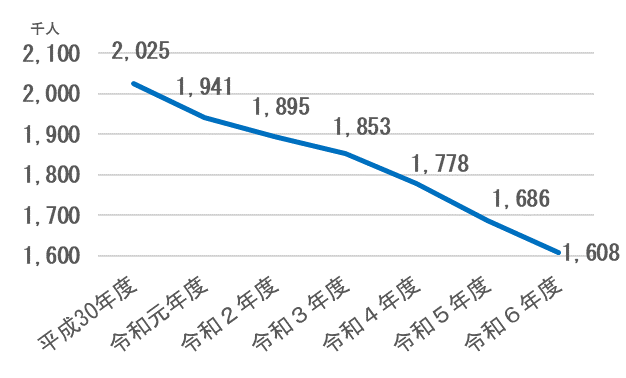 千人
2,100
2,000
1,900
1,800
1,700
1,600
2,025
1,941
1,895
1,853
1,778
1,686
1,608
平成30年度
令和元年度
令和２年度
令和３年度
令和４年度
令和５年度
令和６年度